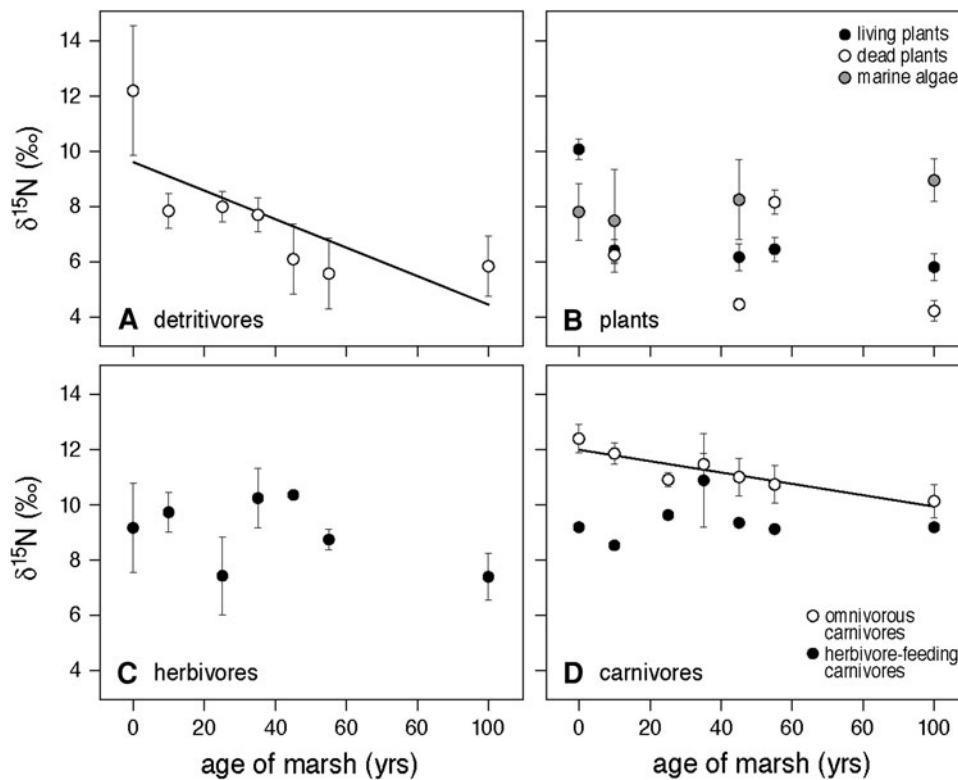 14
12
10
8
6
4
δ¹⁵N (‰)
A detritivores
living plants
dead plants
marine algae
B plants
14
12
10
8
6
4
δ¹⁵N (‰)
C herbivores
0 20 40 60 60 100
age of marsh (yrs)
omnivorous
carnivores
herbivore-feeding
carnivores
D carnivores
0 20 40 60 60 100
age of marsh (yrs)